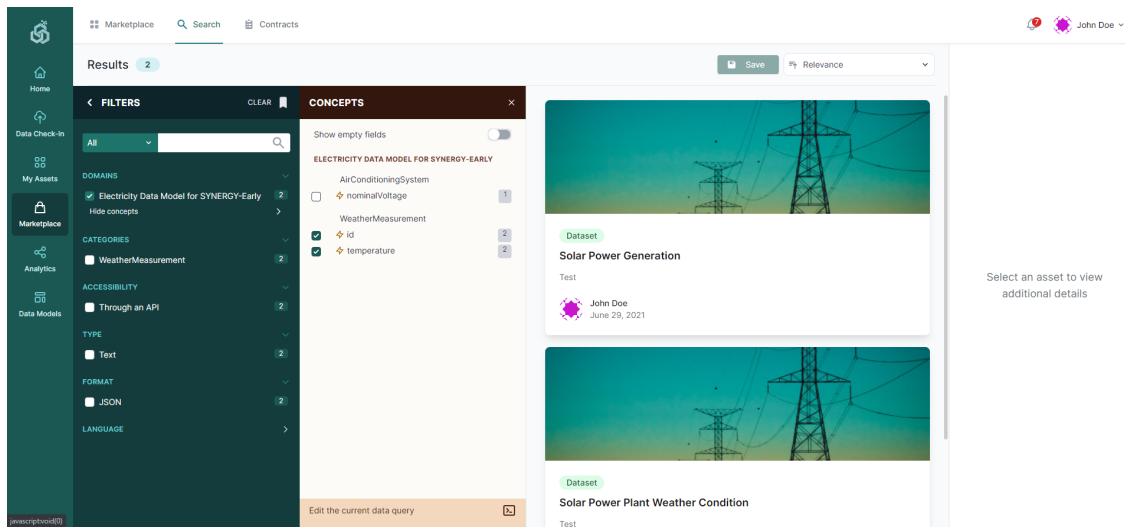 Marketplace
Search
Contracts
7
John Doe
Home
Data Check-In
My Assets
Marketplace
Analytics
Data Models
javascript:void(0)
Results 2
Save
Relevance
FILTERS
CLEAR
All
DOMAINS
Electricity Data Model for SYNERGY-Early 2
Hide concepts
CATEGORIES
WeatherMeasurement 2
ACCESSIBILITY
Through an API 2
TYPE
Text 2
FORMAT
JSON 2
LANGUAGE
CONCEPTS
Show empty fields
ELECTRICITY DATA MODEL FOR SYNERGY-EARLY
AirConditioningSystem
nominalVoltage 1
WeatherMeasurement
id 2
temperature 2
Edit the current data query
Dataset
Solar Power Generation
Test
John Doe
June 29, 2021
Dataset
Solar Power Plant Weather Condition
Test
Select an asset to view
additional details